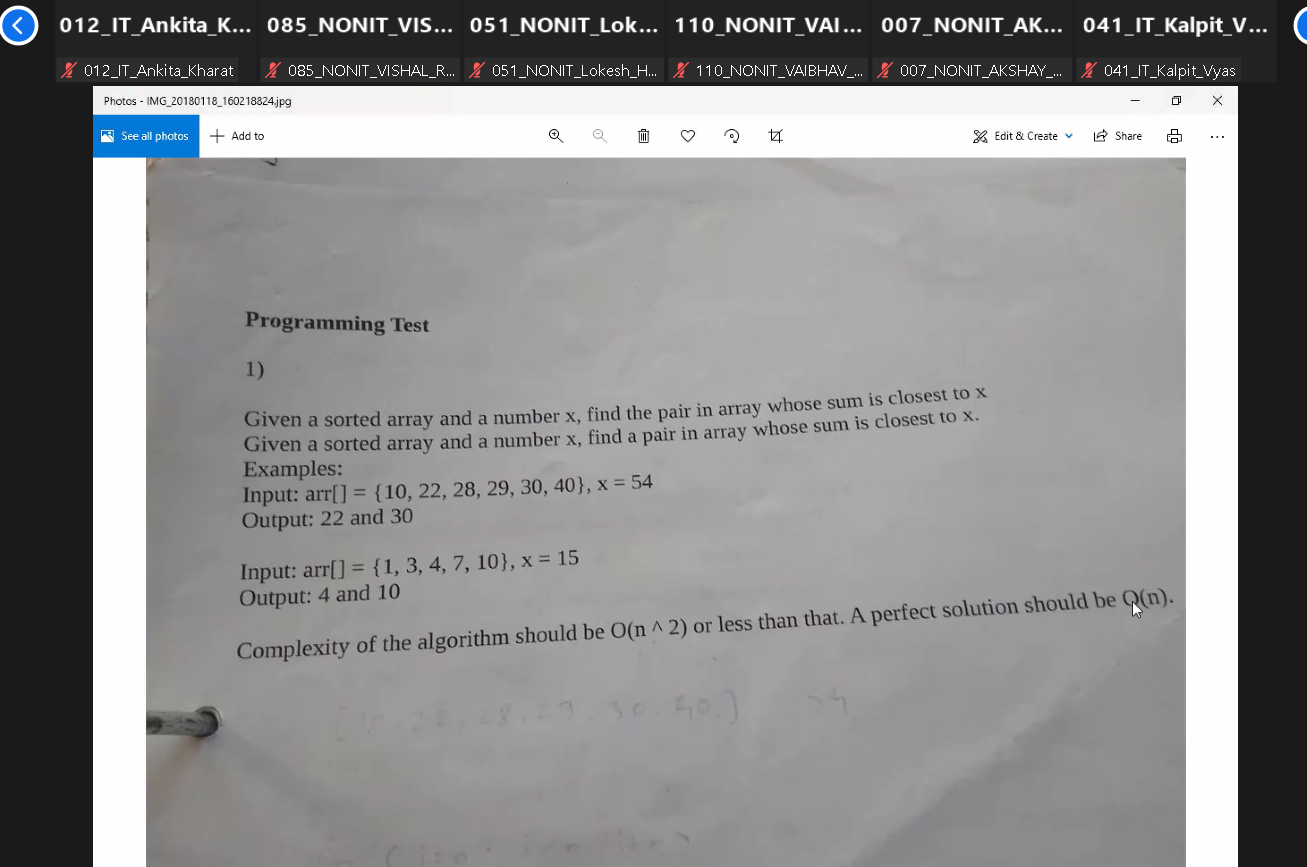 012_IT_Ankita_K... 085_NONIT_VIS... 051_NONIT_Lok... 110_NONIT_VAI... 007_NONIT_AK... 041_IT_Kalpit_V...
012_IT_Ankita_Kharat 085_NONIT_VISHAL_R... 051_NONIT_Lokesh_H... 110_NONIT_VAIBHAV_... 007_NONIT_AKSHAY_... 041_IT_Kalpit_Vyas
Photos - IMG_20180118_160218824.jpg
See all photos Add to Edit & Create Share
Programming Test
1)
Given a sorted array and a number x, find the pair in array whose sum is closest to x
Given a sorted array and a number x, find a pair in array whose sum is closest to x.
Examples:
Input: arr[] = {10, 22, 28, 29, 30, 40}, x = 54
Output: 22 and 30
Input: arr[] = {1, 3, 4, 7, 10}, x = 15
Output: 4 and 10
Complexity of the algorithm should be O(n ^ 2) or less than that. A perfect solution should be O(n).
[10, 22, 28, 29, 30, 40.] 54